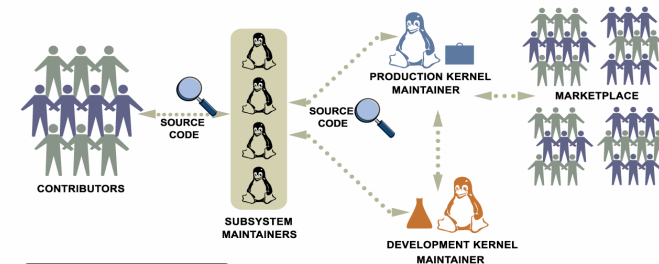 CONTRIBUTORS
SOURCE
CODE
SUBSYSTEM
MAINTAINERS
SOURCE
CODE
PRODUCTION KERNEL
MAINTAINER
DEVELOPMENT KERNEL
MAINTAINER
MARKETPLACE